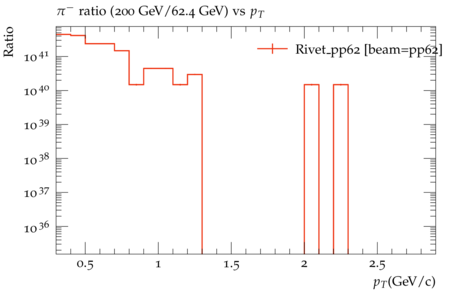 π⁻ ratio (200 GeV/62.4 GeV) vs p_T
Ratio
Rivet_pp62 [beam=pp62]
10^41
10^40
10^39
10^38
10^37
10^36
0.5 1 1.5 2 2.5
p_T(GeV/c)